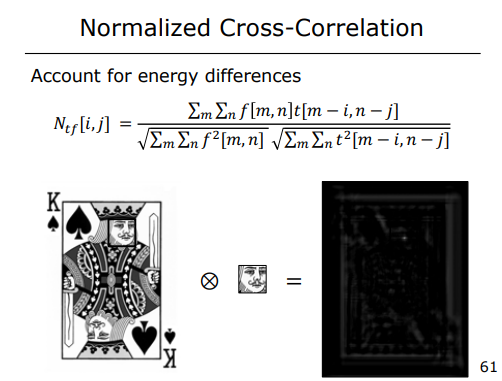 Normalized Cross-Correlation
Account for energy differences
N_{tf}[i,j] = \frac{\sum_m \sum_n f[m,n]t[m-i,n-j]}{\sqrt{\sum_m \sum_n f^2[m,n]} \sqrt{\sum_m \sum_n t^2[m-i,n-j]}}
K
⊗ =
K
61